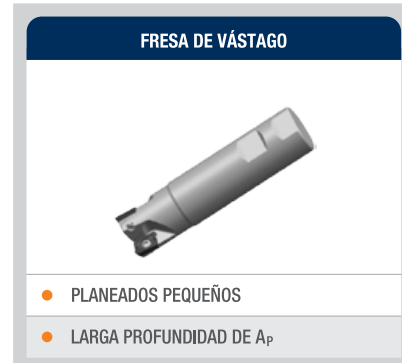 FRESA DE VÁSTAGO
PLANEADOS PEQUEÑOS
LARGA PROFUNDIDAD DE Aₚ